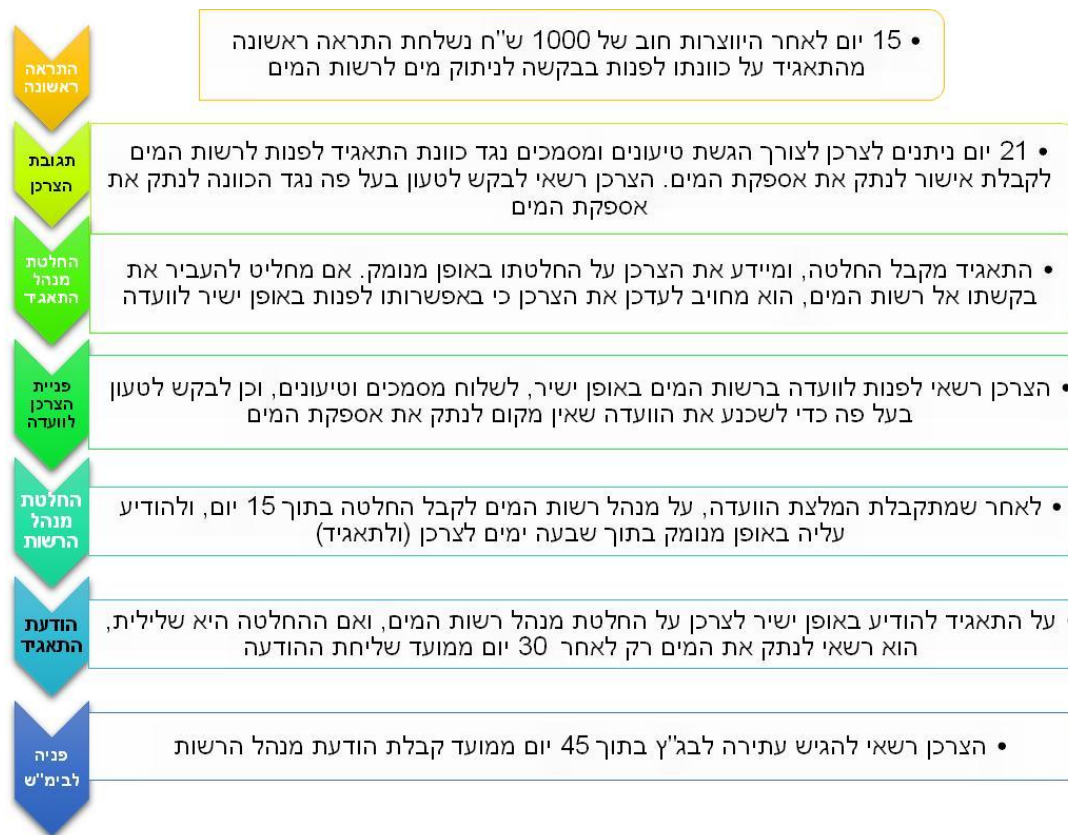 התראה
ראשונה
• 15 יום לאחר היווצרות חוב של 1000 ש"ח נשלחת התראה ראשונה
מהתאגיד על כוונתו לפנות בבקשה לניתוק מים לרשות המים
תגובת
הצרכן
• 21 יום ניתנים לצרכן לצורך הגשת טיעונים ומסמכים נגד כוונת התאגיד לפנות לרשות המים
לקבלת אישור לנתק את אספקת המים. הצרכן רשאי לבקש לטעון בעל פה נגד הכוונה לנתק את
אספקת המים
החלטת
מנהל
התאגיד
• התאגיד מקבל החלטה, ומיידע את הצרכן על החלטתו באופן מנומק. אם מחליט להעביר את
בקשתו אל רשות המים, הוא מחויב לעדכן את הצרכן כי באפשרותו לפנות באופן ישיר לוועדה
פניית
הצרכן
לוועדה
• הצרכן רשאי לפנות לוועדה ברשות המים באופן ישיר, לשלוח מסמכים וטיעונים, וכן לבקש לטעון
בעל פה כדי לשכנע את הוועדה שאין מקום לנתק את אספקת המים
החלטת
מנהל
הרשות
• לאחר שמתקבלת המלצת הוועדה, על מנהל רשות המים לקבל החלטה בתוך 15 יום, ולהודיע
עליה באופן מנומק בתוך שבעה ימים לצרכן (ולתאגיד)
הודעת
התאגיד
• על התאגיד להודיע באופן ישיר לצרכן על החלטת מנהל רשות המים, ואם ההחלטה היא שלילית,
הוא רשאי לנתק את המים רק לאחר 30 יום ממועד שליחת ההודעה
פניה
לבימ"ש
• הצרכן רשאי להגיש עתירה לבג"ץ בתוך 45 יום ממועד קבלת הודעת מנהל הרשות